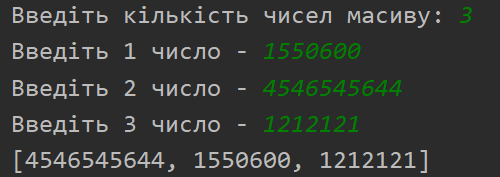 Введіть кількість чисел масиву: 3
Введіть 1 число - 1550600
Введіть 2 число - 4546545644
Введіть 3 число - 1212121
[4546545644, 1550600, 1212121]